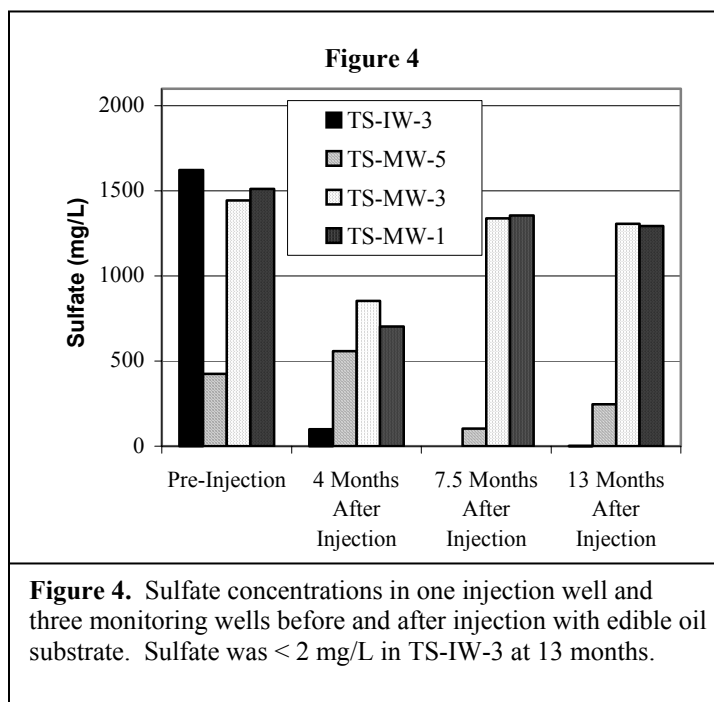 Figure 4
2000
1500
1000
500
0
Sulfate (mg/L)
TS-IW-3
TS-MW-5
TS-MW-3
TS-MW-1
Pre-Injection
4 Months
After
Injection
7.5 Months
After
Injection
13 Months
After
Injection
Figure 4. Sulfate concentrations in one injection well and
three monitoring wells before and after injection with edible oil
substrate. Sulfate was < 2 mg/L in TS-IW-3 at 13 months.